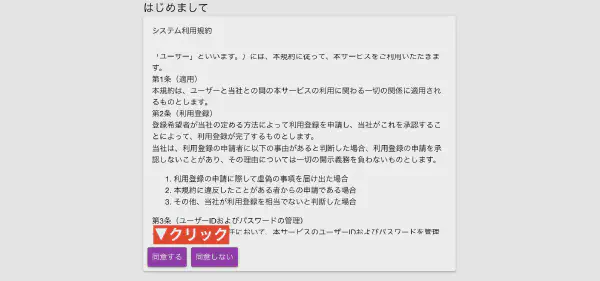 はじめまして
システム利用規約
「ユーザー」といいます。）には、本規約に従って、本サービスをご利用いただきま
す。
第1条（適用）
本規約は、ユーザーと当社との間の本サービスの利用に関わる一切の関係に適用され
るものとします。
第2条（利用登録）
登録希望者が当社の定める方法によって利用登録を申請し、当社がこれを承認するこ
とによって、利用登録が完了するものとします。
当社は、利用登録の申請者に以下の事由があると判断した場合、利用登録の申請を承
認しないことがあり、その理由については一切の開示義務を負わないものとします。
1. 利用登録の申請に際して虚偽の事項を届け出た場合
2. 本規約に違反したことがある者からの申請である場合
3. その他、当社が利用登録を相当でないと判断した場合
第3条（ユーザーIDおよびパスワードの管理）
▼クリック
において、本サービスのユーザーIDおよびパスワードを管理
同意する
同意しない